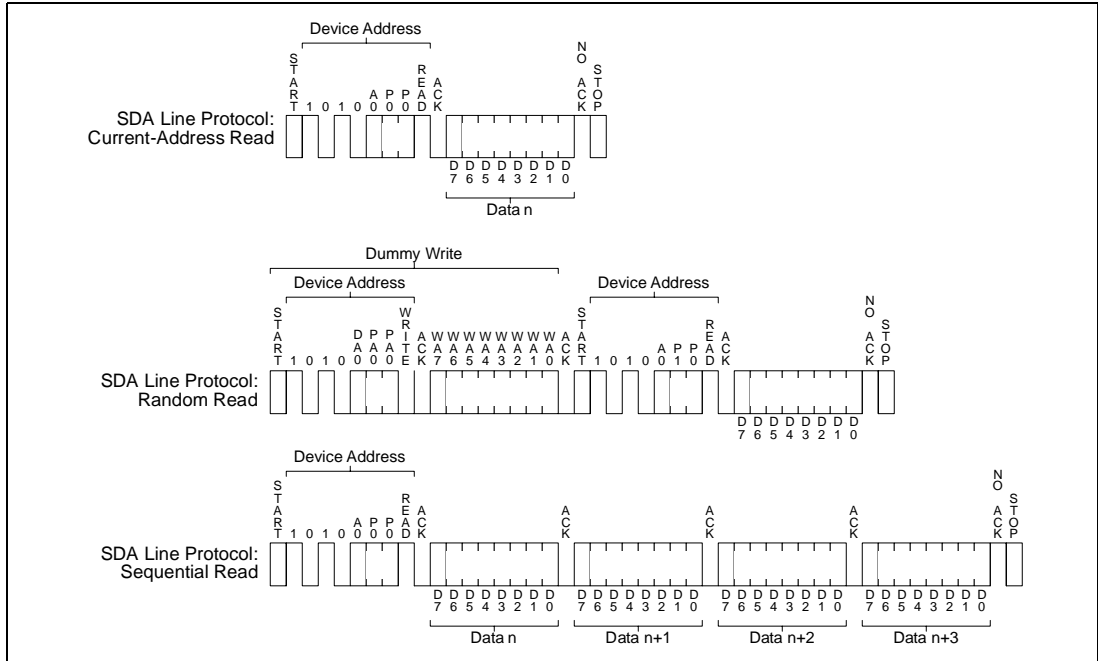 Device Address
START 1 0 1 0 A0 P0 P0 READ ACK NO ACK STOP
SDA Line Protocol:
Current-Address Read
D7 D6 D5 D4 D3 D2 D1 D0
Data n
Dummy Write
Device Address Device Address
START 1 0 1 0 DA0 PA0 PA0 WRITE ACK WA7 WA6 WA5 WA4 WA3 WA2 WA1 WA0 ACK START 1 0 1 0 A0 P1 P0 READ ACK NO ACK STOP
SDA Line Protocol:
Random Read
D7 D6 D5 D4 D3 D2 D1 D0
Device Address
START 1 0 1 0 A0 P0 P0 READ ACK ACK ACK ACK NO ACK STOP
SDA Line Protocol:
Sequential Read
D7 D6 D5 D4 D3 D2 D1 D0 D7 D6 D5 D4 D3 D2 D1 D0 D7 D6 D5 D4 D3 D2 D1 D0 D7 D6 D5 D4 D3 D2 D1 D0
Data n Data n+1 Data n+2 Data n+3